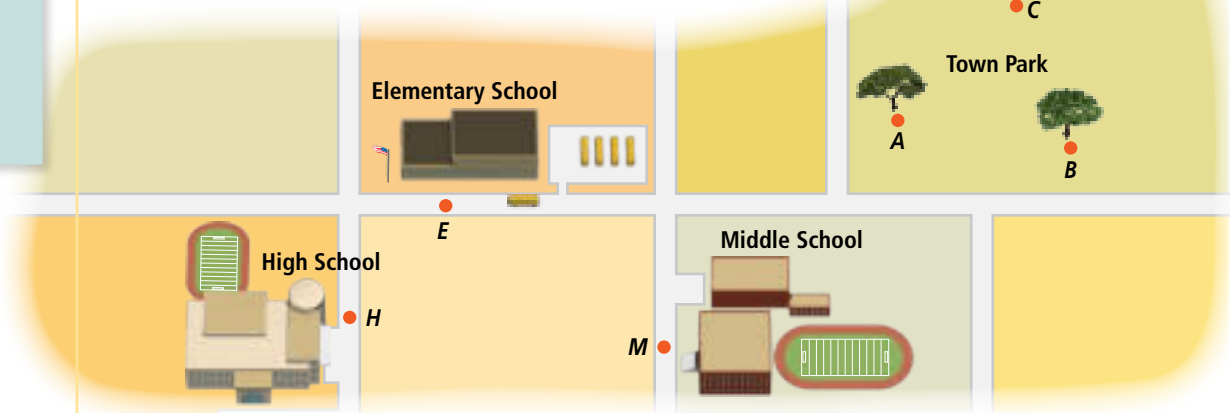 C
Town Park
Elementary School
A
B
E
Middle School
High School
H
M